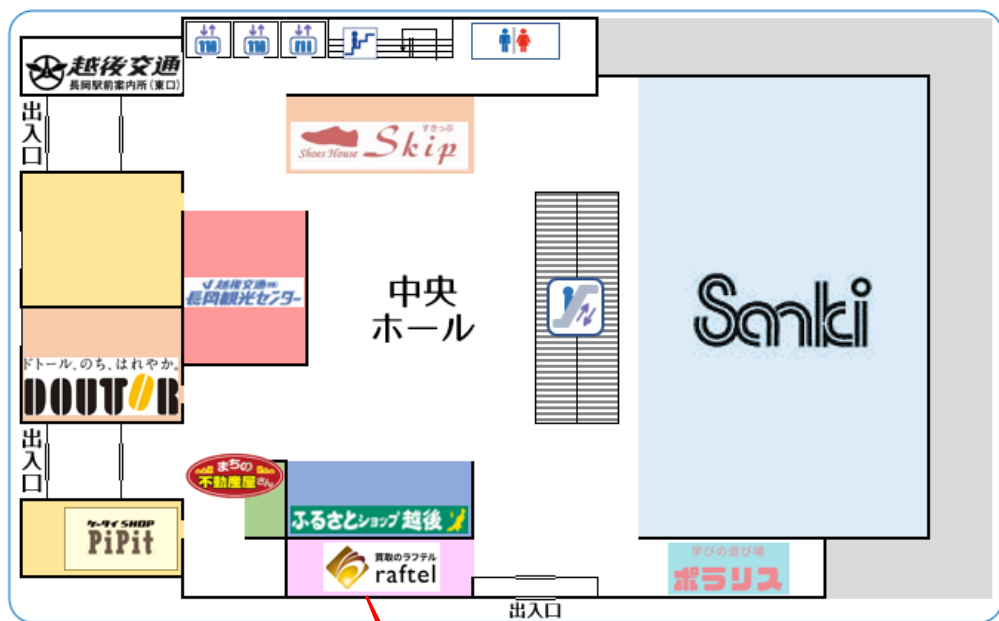 越後交通
長岡駅前案内所(東口)
出入口
すきっぷ
Shoes House Skip
越後交通㈱
長岡観光センター
中央
ホール
Sanki
ドトール、のち、はれやか。
DOUTOR
出入口
まちの
不動産屋さん
ケータイSHOP
PiPit
ふるさとショップ越後
買取のラフテル
raftel
学びの遊び場
ポラリス
出入口